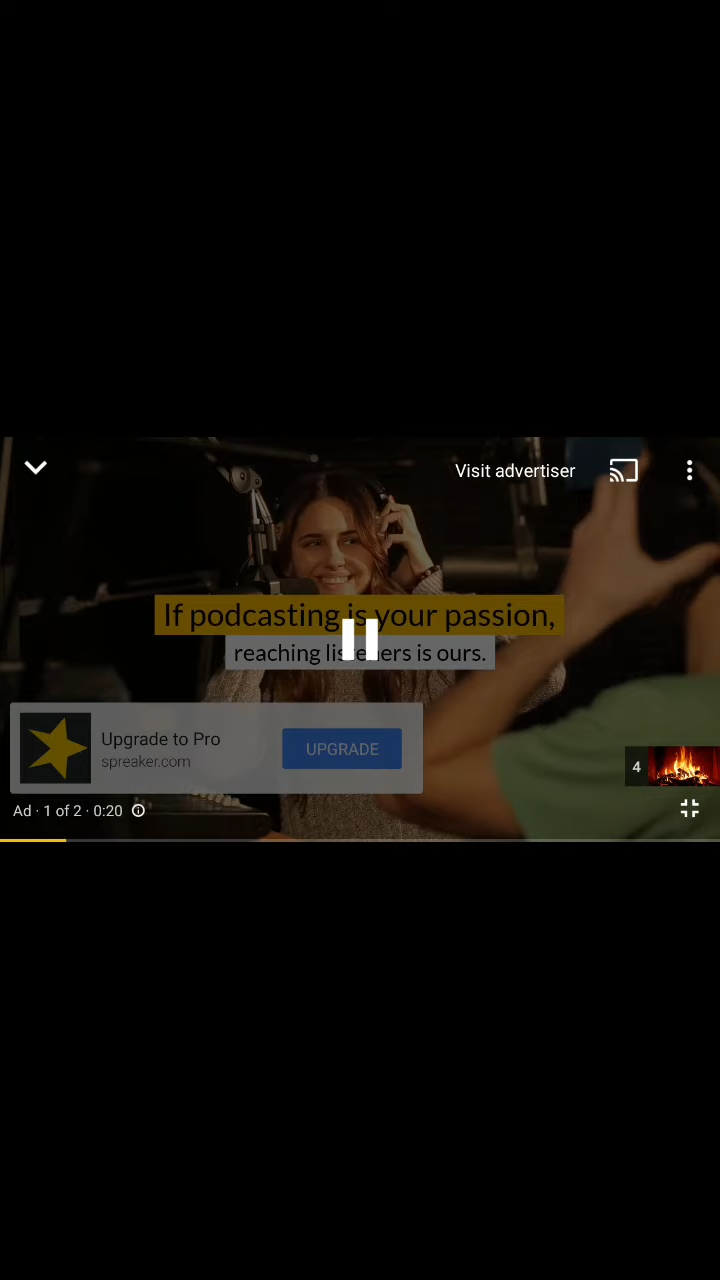 Visit advertiser
If podcasting is your passion,
reaching listeners is ours.
Upgrade to Pro
spreaker.com
UPGRADE
4
Ad · 1 of 2 · 0:20